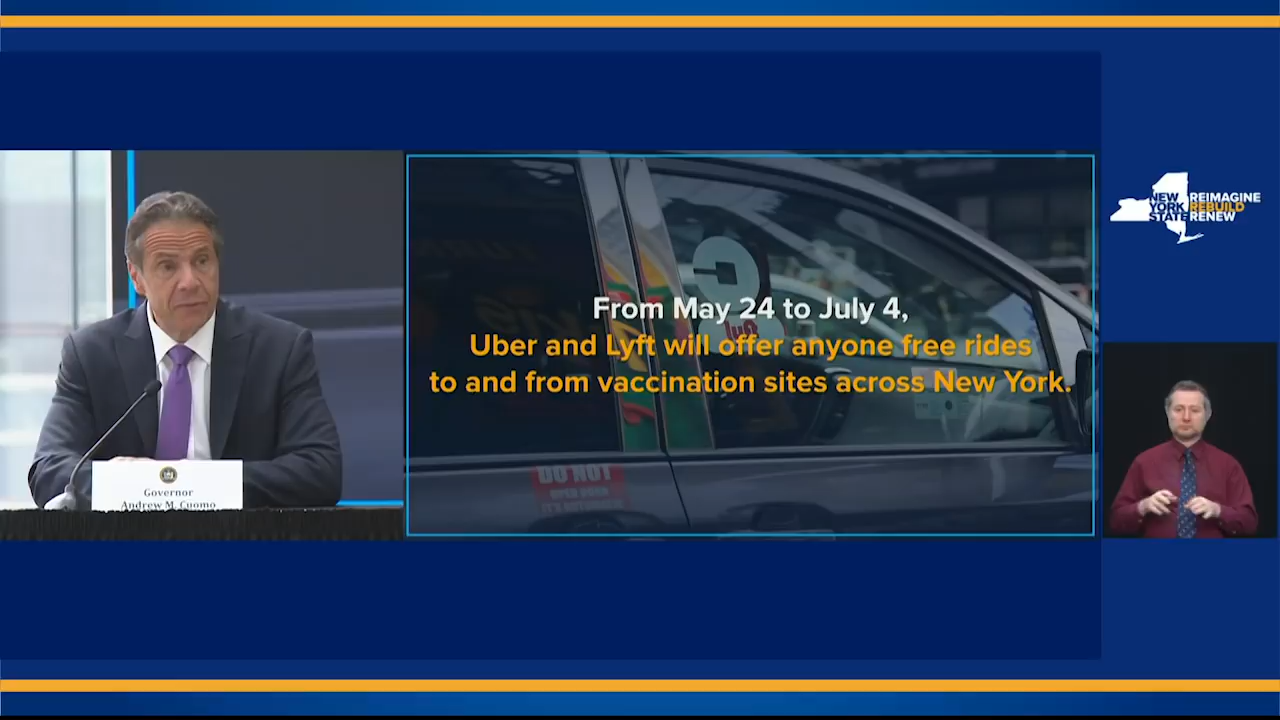 Governor
Andrew M. Cuomo
From May 24 to July 4,
Uber and Lyft will offer anyone free rides
to and from vaccination sites across New York.
lyft
DO NOT
NEW
YORK
STATE
REIMAGINE
REBUILD
RENEW